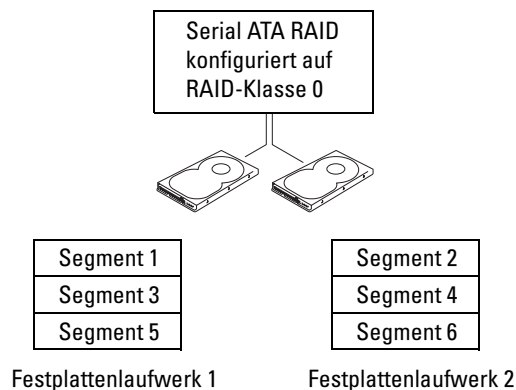 Serial ATA RAID
konfiguriert auf
RAID-Klasse 0
Segment 1
Segment 3
Segment 5
Festplattenlaufwerk 1
Segment 2
Segment 4
Segment 6
Festplattenlaufwerk 2